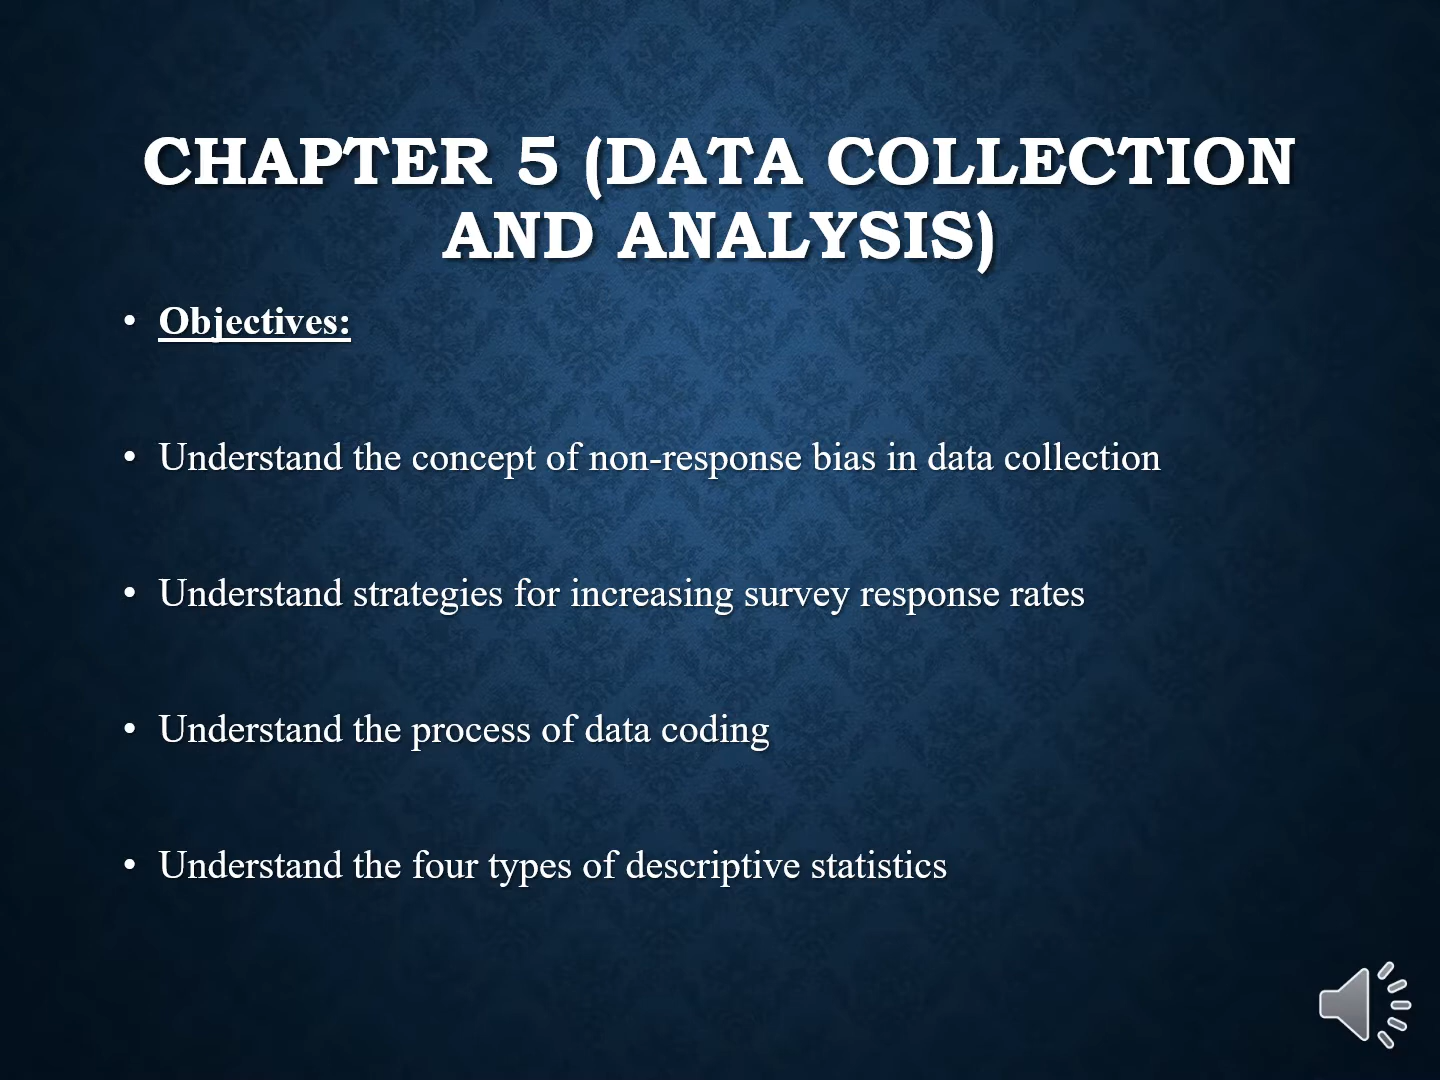 CHAPTER 5 (DATA COLLECTION
AND ANALYSIS)
• Objectives:
• Understand the concept of non-response bias in data collection
• Understand strategies for increasing survey response rates
• Understand the process of data coding
• Understand the four types of descriptive statistics